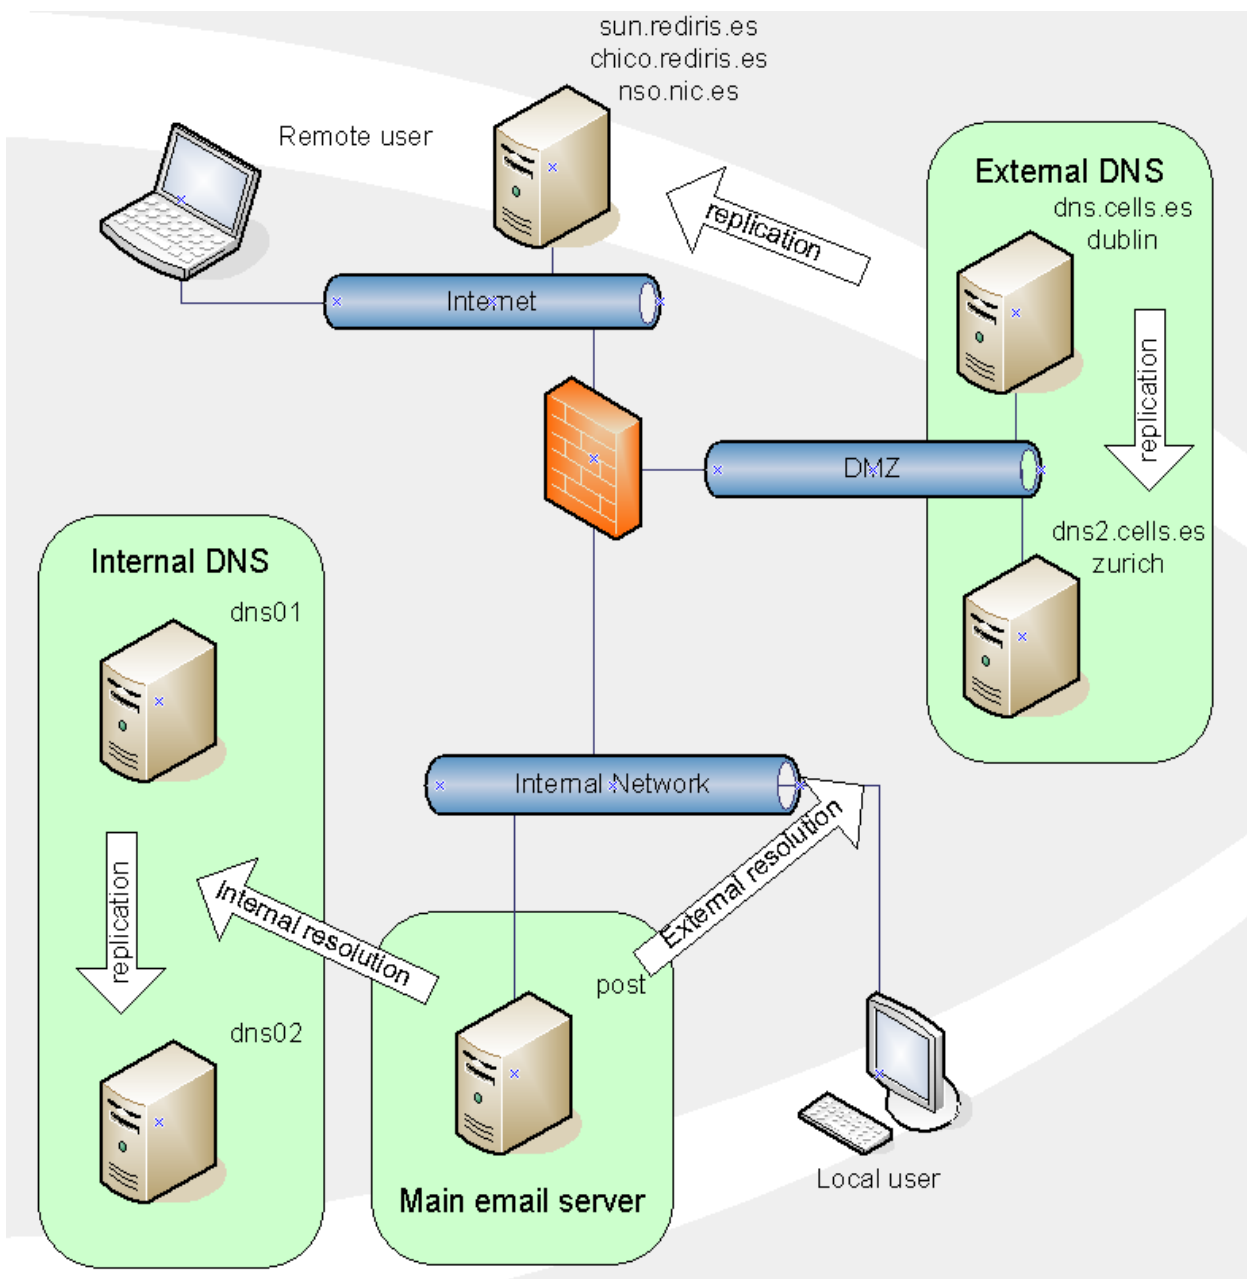 sun.rediris.es
chico.rediris.es
nso.nic.es
Remote user
External DNS
dns.cells.es
dublin
replication
Internet
replication
DMZ
dns2.cells.es
zurich
Internal DNS
dns01
Internal Network
replication
Internal resolution
External resolution
post
dns02
Main email server
Local user